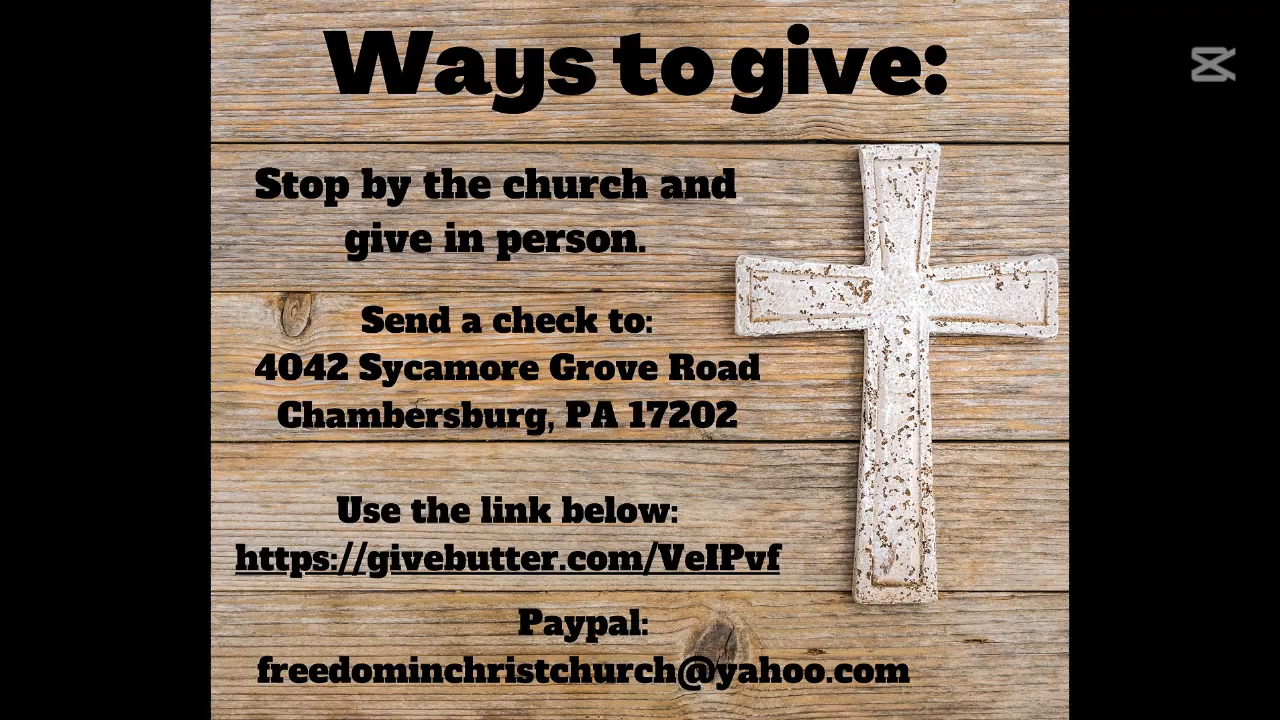 Ways to give:
Stop by the church and
give in person.
Send a check to:
4042 Sycamore Grove Road
Chambersburg, PA 17202
Use the link below:
https://givebutter.com/VeIPvf
Paypal:
freedominchristchurch@yahoo.com